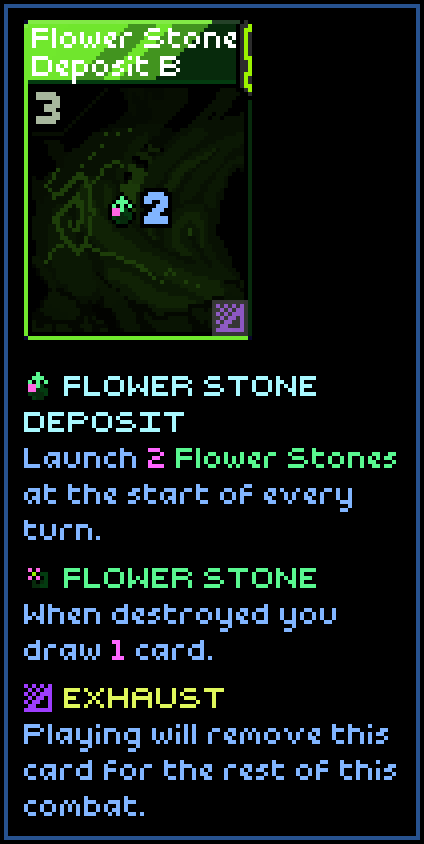 Flower Stone
Deposit B
3
2
FLOWER STONE
DEPOSIT
Launch 2 Flower Stones
at the start of every
turn.
FLOWER STONE
When destroyed you
draw 1 card.
EXHAUST
Playing will remove this
card for the rest of this
combat.